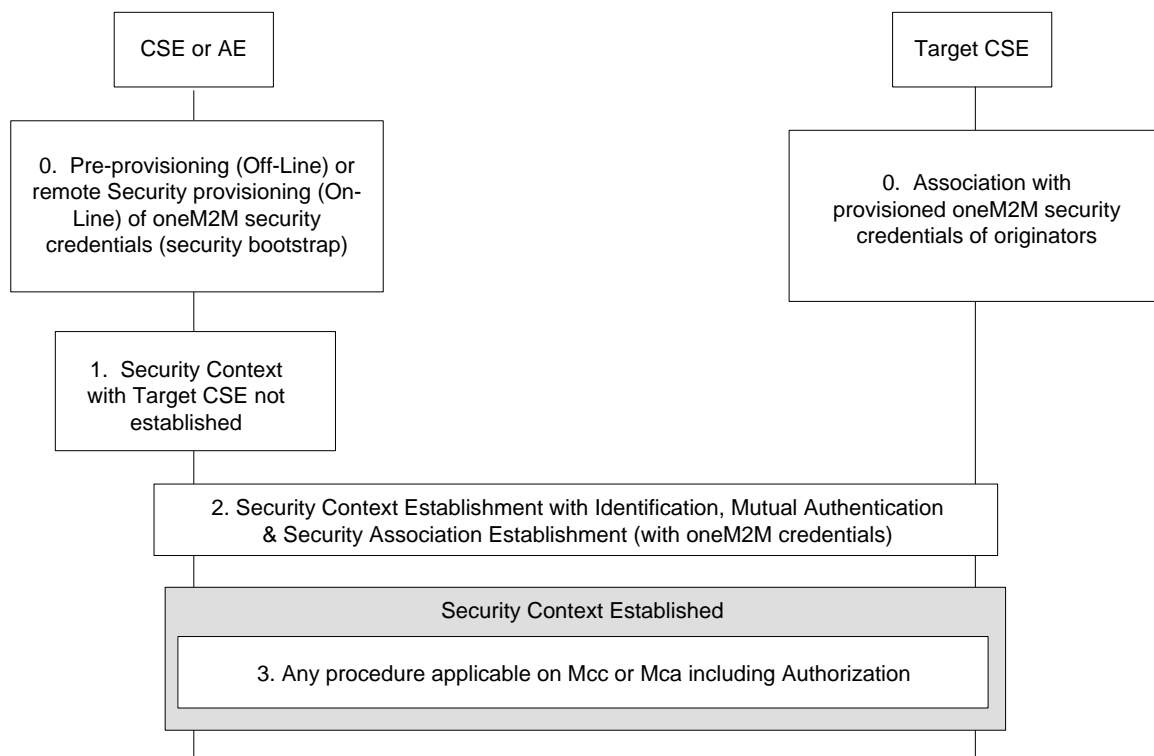 CSE or AE
Target CSE
0. Pre-provisioning (Off-Line) or
remote Security provisioning (On-
Line) of oneM2M security
credentials (security bootstrap)
0. Association with
provisioned oneM2M security
credentials of originators
1. Security Context
with Target CSE not
established
2. Security Context Establishment with Identification, Mutual Authentication
& Security Association Establishment (with oneM2M credentials)
Security Context Established
3. Any procedure applicable on Mcc or Mca including Authorization